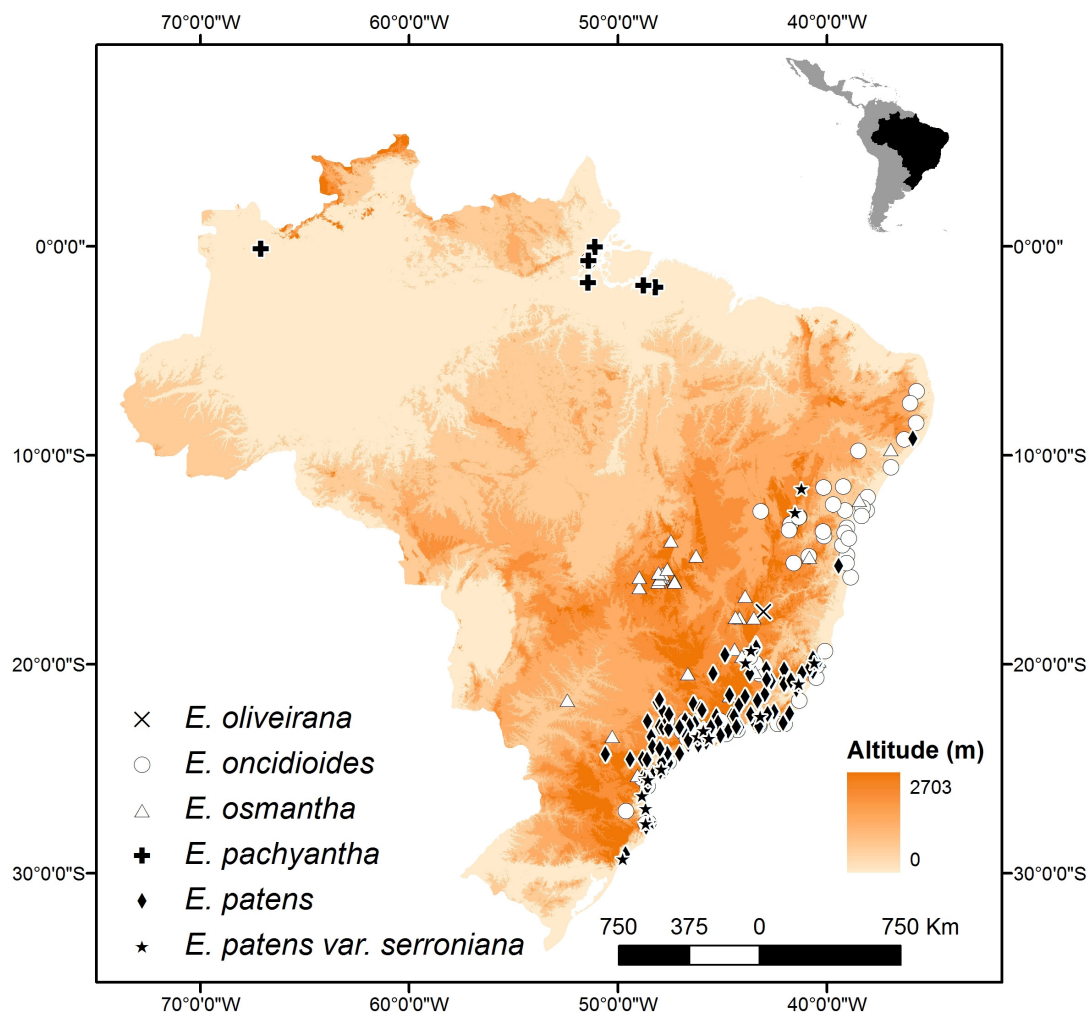 70°0'0"W 60°0'0"W 50°0'0"W 40°0'0"W
0°0'0" 0°0'0"
10°0'0"S 10°0'0"S
20°0'0"S 20°0'0"S
E. oliveirana
E. oncidioides
E. osmantha
E. pachyantha
E. patens
E. patens var. serroniana
Altitude (m)
2703
0
30°0'0"S 30°0'0"S
750 375 0 750 Km
70°0'0"W 60°0'0"W 50°0'0"W 40°0'0"W